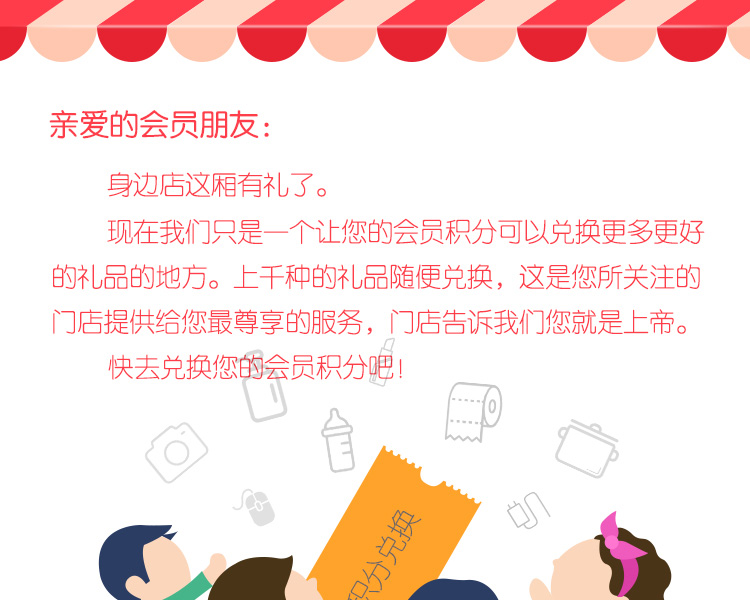 亲爱的会员朋友：
身边店这厢有礼了。
现在我们只是一个让您的会员积分可以兑换更多更好
的礼品的地方。上千种的礼品随便兑换，这是您所关注的
门店提供给您最尊享的服务，门店告诉我们您就是上帝。
快去兑换您的会员积分吧！
积分兑换